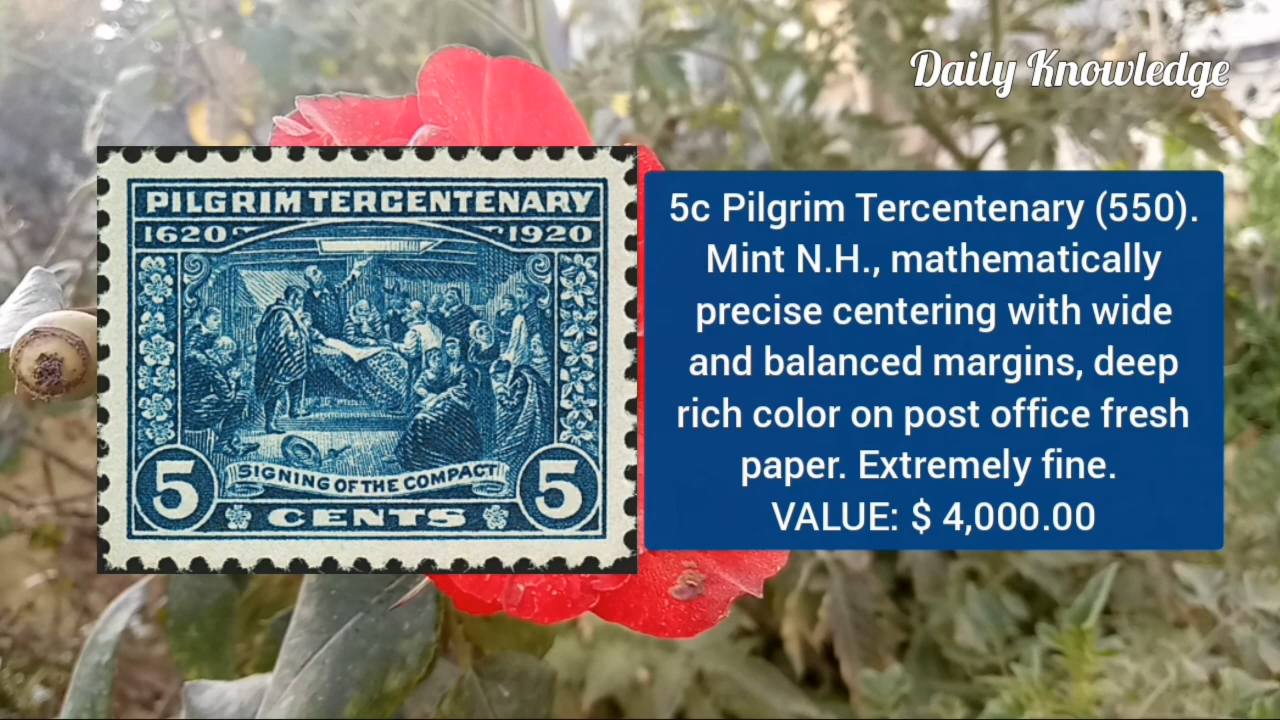 Daily Knowledge
PILGRIM TERCENTENARY
1620 1920
SIGNING OF THE COMPACT
5 5
CENTS
5c Pilgrim Tercentenary (550).
Mint N.H., mathematically
precise centering with wide
and balanced margins, deep
rich color on post office fresh
paper. Extremely fine.
VALUE: $ 4,000.00